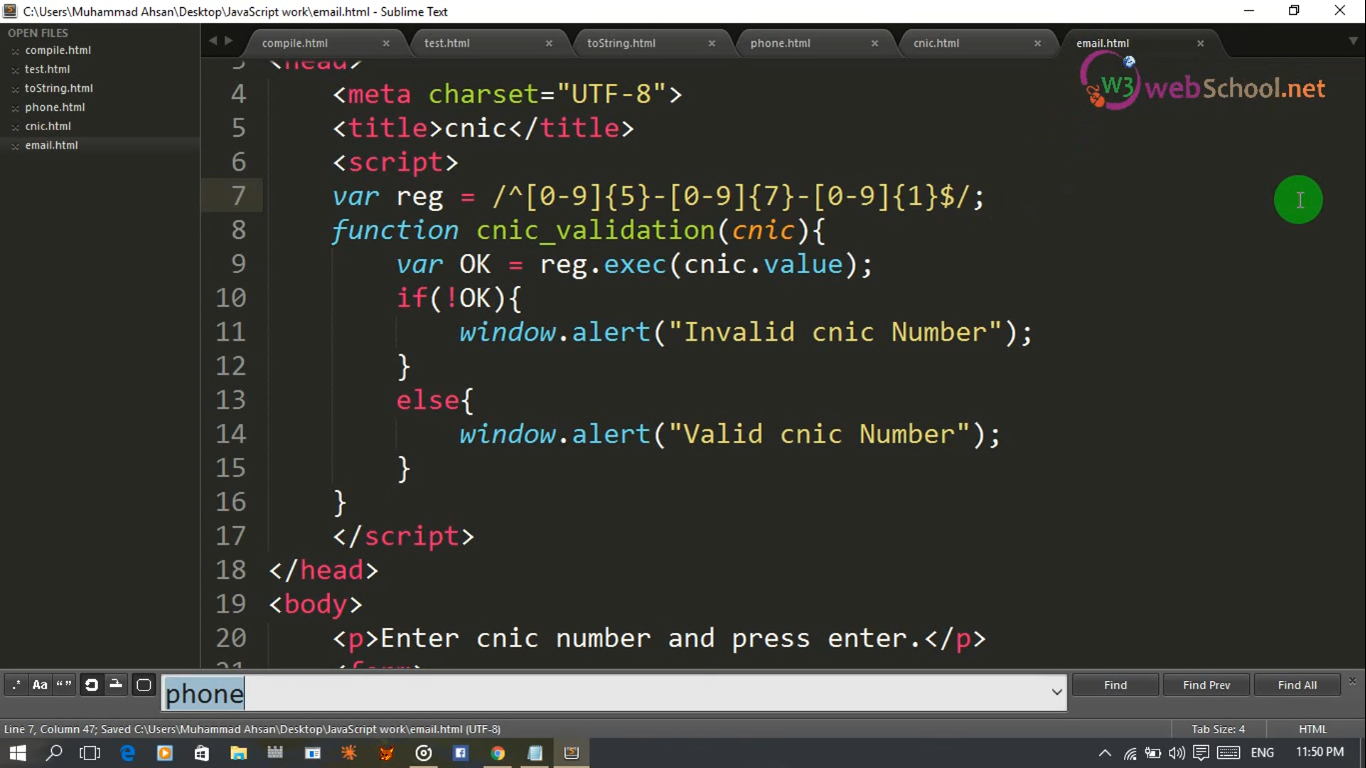 C:\Users\Muhammad Ahsan\Desktop\JavaScript work\email.html - Sublime Text
OPEN FILES
compile.html
test.html
toString.html
phone.html
cnic.html
email.html
compile.html test.html toString.html phone.html cnic.html email.html
W3 webSchool.net
3 <head>
4 <meta charset="UTF-8">
5 <title>cnic</title>
6 <script>
7 var reg = /^[0-9]{5}-[0-9]{7}-[0-9]{1}$/;
8 function cnic_validation(cnic){
9 var OK = reg.exec(cnic.value);
10 if(!OK){
11 window.alert("Invalid cnic Number");
12 }
13 else{
14 window.alert("Valid cnic Number");
15 }
16 }
17 </script>
18 </head>
19 <body>
20 <p>Enter cnic number and press enter.</p>
21 <form>
.* Aa “” phone Find Find Prev Find All
Line 7, Column 47; Saved C:\Users\Muhammad Ahsan\Desktop\JavaScript work\email.html (UTF-8) Tab Size: 4 HTML
ENG 11:50 PM